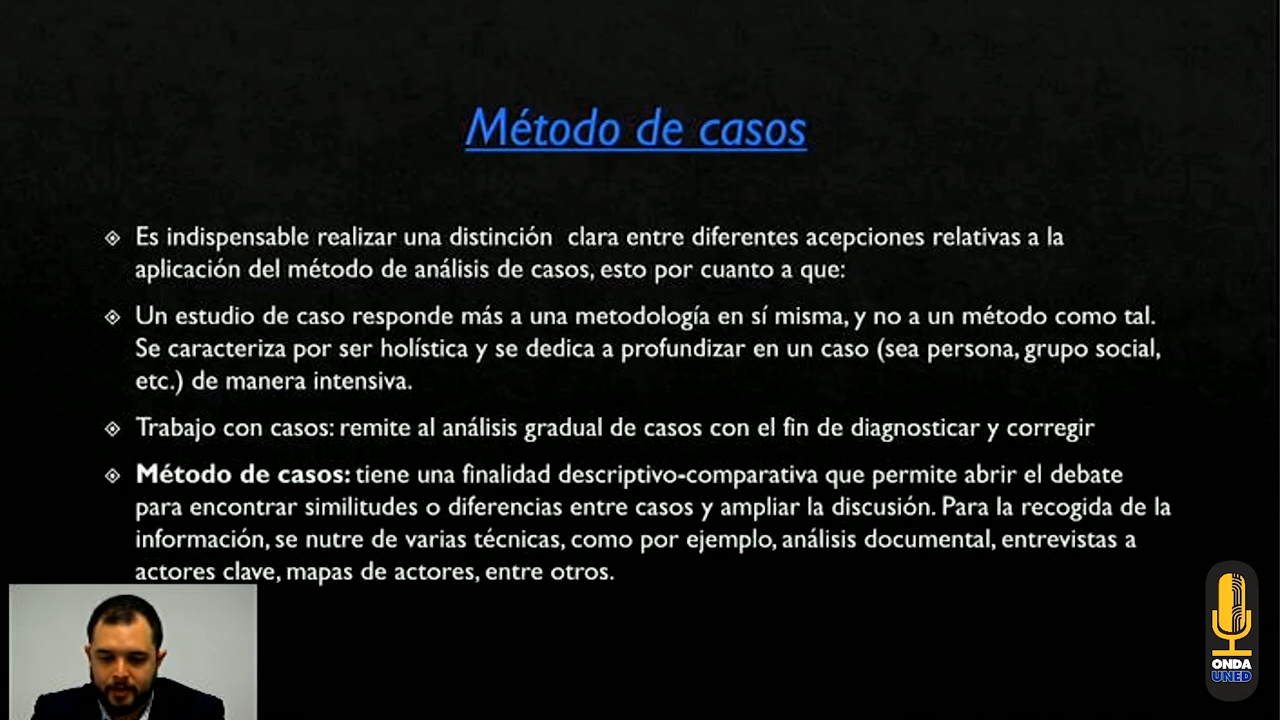 Método de casos
Es indispensable realizar una distinción clara entre diferentes acepciones relativas a la
aplicación del método de análisis de casos, esto por cuanto a que:
Un estudio de caso responde más a una metodología en sí misma, y no a un método como tal.
Se caracteriza por ser holística y se dedica a profundizar en un caso (sea persona, grupo social,
etc.) de manera intensiva.
Trabajo con casos: remite al análisis gradual de casos con el fin de diagnosticar y corregir
Método de casos: tiene una finalidad descriptivo-comparativa que permite abrir el debate
para encontrar similitudes o diferencias entre casos y ampliar la discusión. Para la recogida de la
información, se nutre de varias técnicas, como por ejemplo, análisis documental, entrevistas a
actores clave, mapas de actores, entre otros.
ONDA
UNED